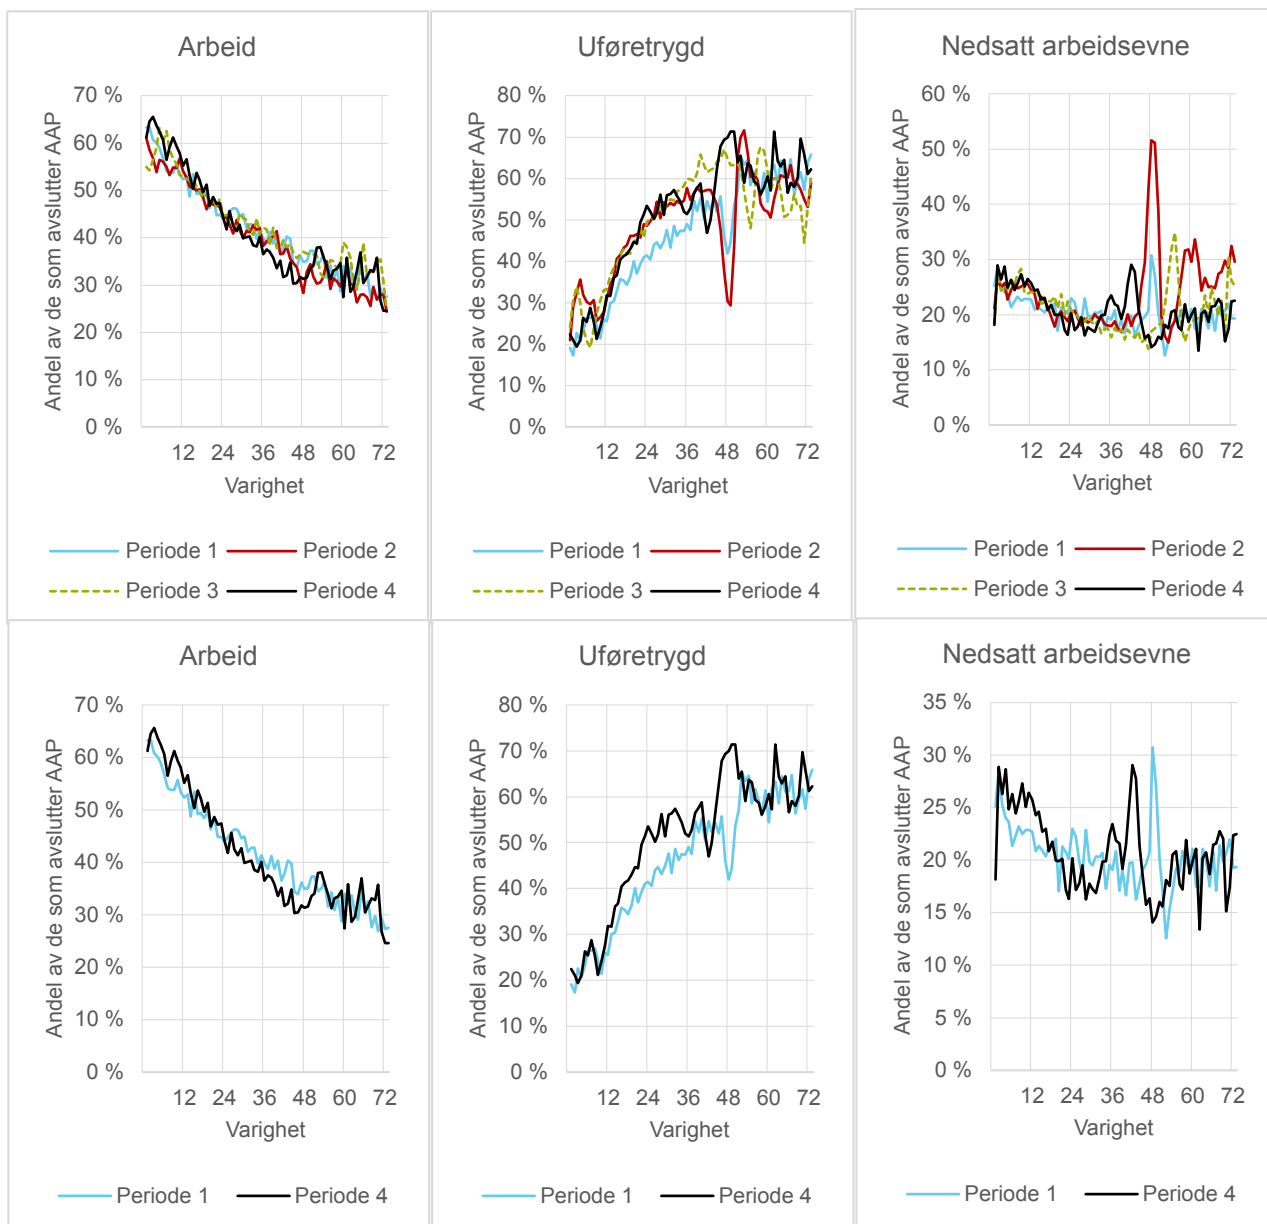 Arbeid
Andel av de som avslutter AAP
70 %
60 %
50 %
40 %
30 %
20 %
10 %
0 %
12 24 36 48 60 72
Varighet
Periode 1 Periode 2
Periode 3 Periode 4
Uføretrygd
Andel av de som avslutter AAP
80 %
70 %
60 %
50 %
40 %
30 %
20 %
10 %
0 %
12 24 36 48 60 72
Varighet
Periode 1 Periode 2
Periode 3 Periode 4
Nedsatt arbeidsevne
Andel av de som avslutter AAP
60 %
50 %
40 %
30 %
20 %
10 %
0 %
12 24 36 48 60 72
Varighet
Periode 1 Periode 2
Periode 3 Periode 4
Arbeid
Andel av de som avslutter AAP
70 %
60 %
50 %
40 %
30 %
20 %
10 %
0 %
12 24 36 48 60 72
Varighet
Periode 1 Periode 4
Uføretrygd
Andel av de som avslutter AAP
80 %
70 %
60 %
50 %
40 %
30 %
20 %
10 %
0 %
12 24 36 48 60 72
Varighet
Periode 1 Periode 4
Nedsatt arbeidsevne
Andel av de som avslutter AAP
35 %
30 %
25 %
20 %
15 %
10 %
5 %
0 %
12 24 36 48 60 72
Varighet
Periode 1 Periode 4